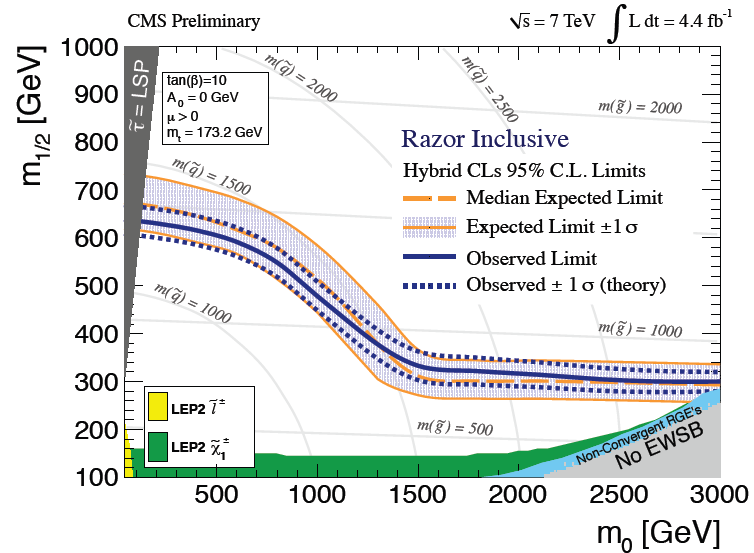 CMS Preliminary
√s = 7 TeV ∫ L dt = 4.4 fb⁻¹
m₁/₂ [GeV]
1000
900
800
700
600
500
400
300
200
100
τ̃ = LSP
tan(β)=10
A₀ = 0 GeV
μ > 0
mₜ = 173.2 GeV
m(q̃) = 2000
m(q̃) = 2500
m(g̃) = 2000
m(q̃) = 1500
Razor Inclusive
Hybrid CLs 95% C.L. Limits
Median Expected Limit
Expected Limit ±1 σ
Observed Limit
Observed ± 1 σ (theory)
m(q̃) = 1000
m(g̃) = 1000
LEP2 l̃±
LEP2 χ̃₁±
m(g̃) = 500
Non-Convergent RGE's
No EWSB
500
1000
1500
2000
2500
3000
m₀ [GeV]